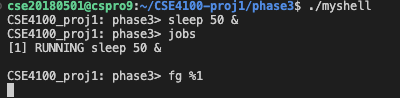 cse20180501@cspro9:~/CSE4100-proj1/phase3$ ./myshell
CSE4100_proj1: phase3> sleep 50 &
CSE4100_proj1: phase3> jobs
[1] RUNNING sleep 50 &
CSE4100_proj1: phase3> fg %1